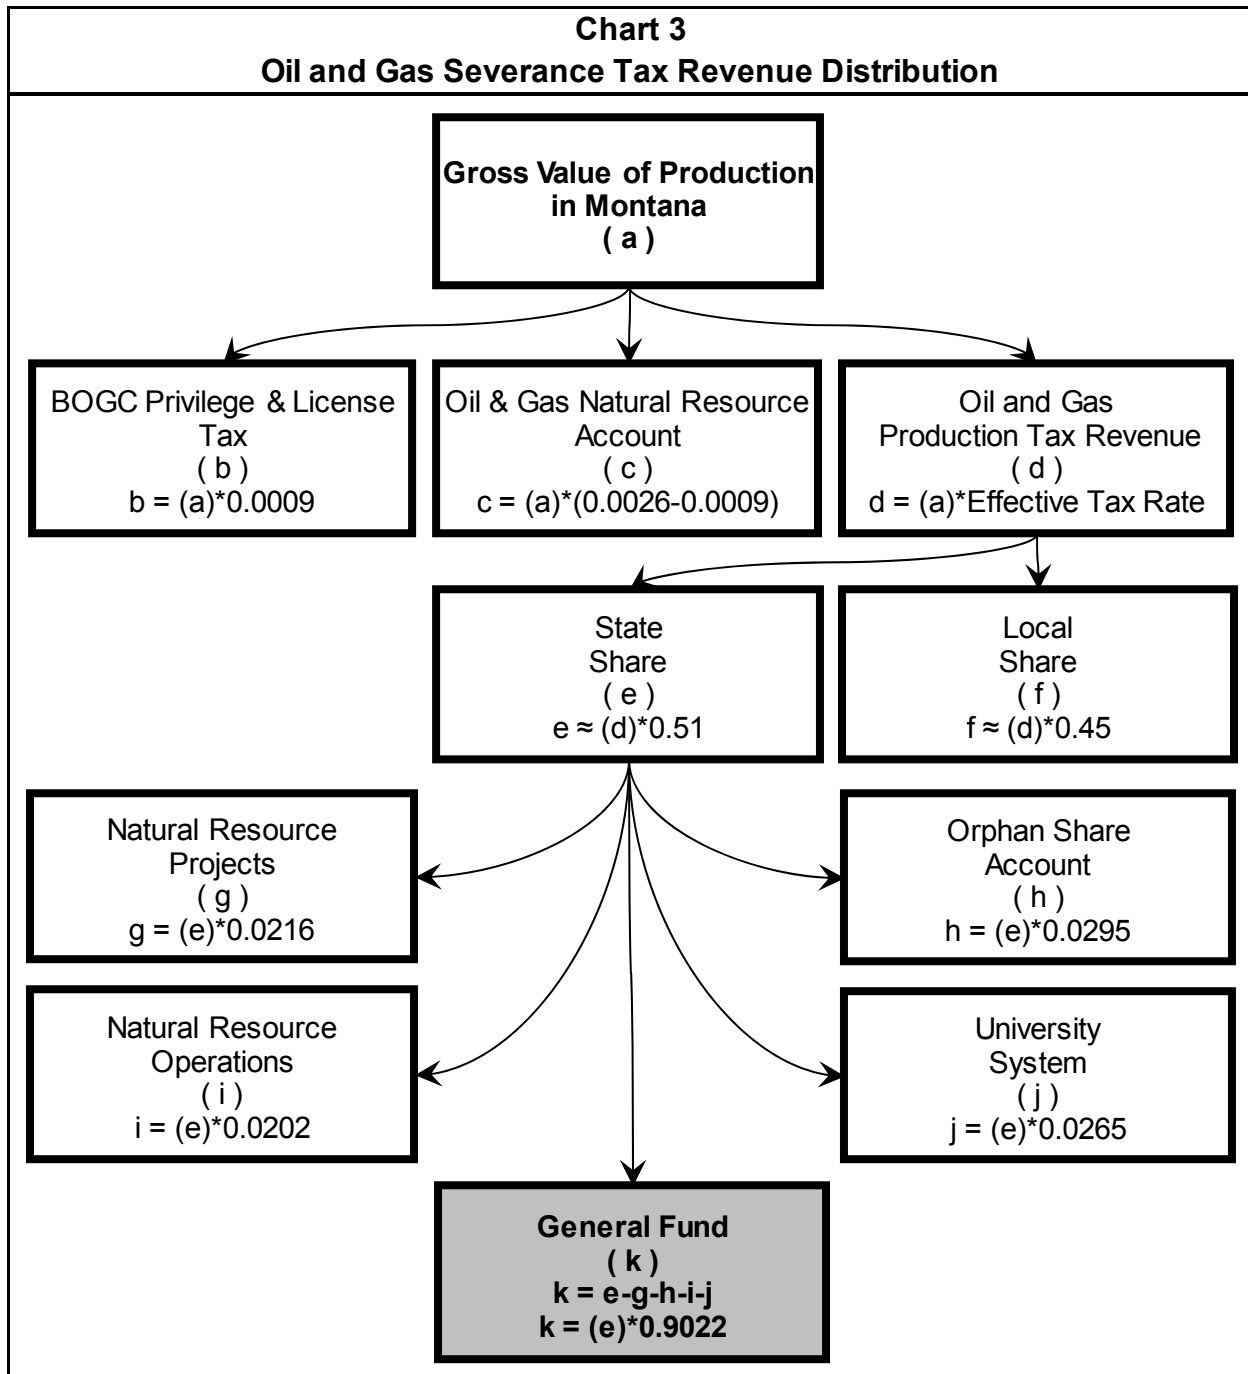 Chart 3
Oil and Gas Severance Tax Revenue Distribution
Gross Value of Production
in Montana
( a )
BOGC Privilege & License
Tax
( b )
b = (a)*0.0009
Oil & Gas Natural Resource
Account
( c )
c = (a)*(0.0026-0.0009)
Oil and Gas
Production Tax Revenue
( d )
d = (a)*Effective Tax Rate
State
Share
( e )
e ≈ (d)*0.51
Local
Share
( f )
f ≈ (d)*0.45
Natural Resource
Projects
( g )
g = (e)*0.0216
Orphan Share
Account
( h )
h = (e)*0.0295
Natural Resource
Operations
( i )
i = (e)*0.0202
University
System
( j )
j = (e)*0.0265
General Fund
( k )
k = e-g-h-i-j
k = (e)*0.9022